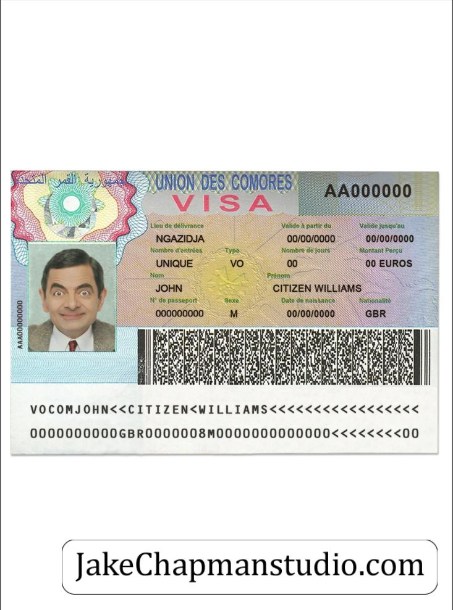 جمهورية القمر المتحدة
UNION DES COMORES
VISA
AA000000
Lieu de délivrance Valide à partir du Valide jusqu'au
NGAZIDJA 00/00/0000 00/00/0000
Nombre d'entrées Type Nombre de jours Montant Perçu
UNIQUE VO 00 00 EUROS
Nom Prénom
JOHN CITIZEN WILLIAMS
N° de passeport Sexe Date de naissance Nationalité
000000000 M 00/00/0000 GBR
VOCOMJOHN<<CITIZEN<WILLIAMS<<<<<<<<<<<<<<<<<
0000000000GBR0000008M0000000000000<<<<<<<<00
JakeChapmanstudio.com